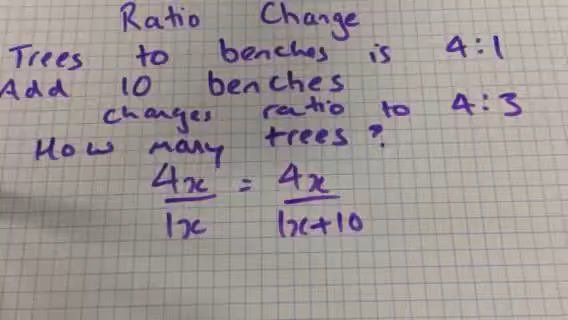 Ratio Change
Trees to benches is 4:1
Add 10 benches
changes ratio to 4:3
How many trees?
4x/1x = 4x/1x+10